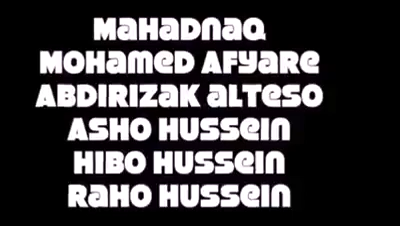 Mahadnaq
Mohamed Afyare
Abdirizak Alteso
Asho Hussein
Hibo Hussein
Raho Hussein